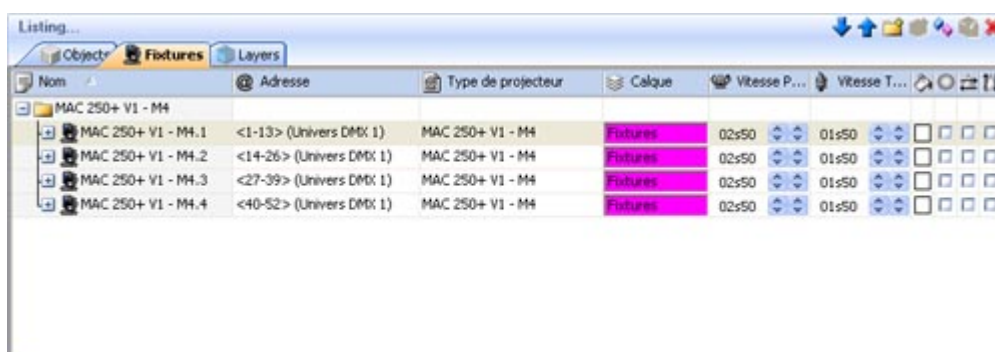 Listing...
Objects Fixtures Layers
Nom @ Adresse Type de projecteur Calque Vitesse P... Vitesse T...
MAC 250+ V1 - M4
MAC 250+ V1 - M4.1 <1-13> (Univers DMX 1) MAC 250+ V1 - M4 Fixtures 02s50 01s50
MAC 250+ V1 - M4.2 <14-26> (Univers DMX 1) MAC 250+ V1 - M4 Fixtures 02s50 01s50
MAC 250+ V1 - M4.3 <27-39> (Univers DMX 1) MAC 250+ V1 - M4 Fixtures 02s50 01s50
MAC 250+ V1 - M4.4 <40-52> (Univers DMX 1) MAC 250+ V1 - M4 Fixtures 02s50 01s50